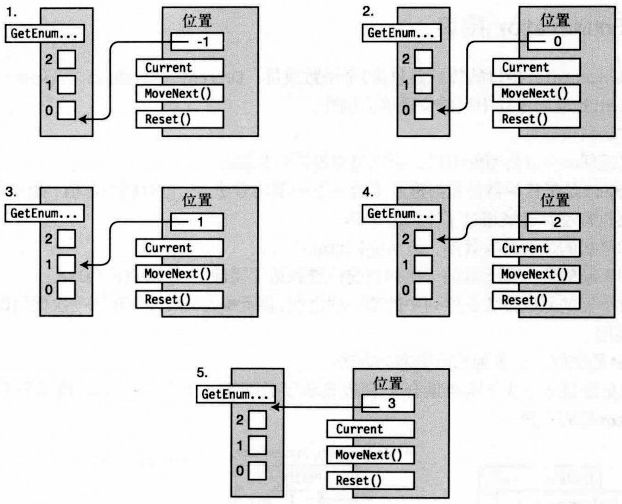 1.
位置
GetEnum...
-1
2
Current
1
MoveNext()
0
Reset()
2.
位置
GetEnum...
0
2
Current
1
MoveNext()
0
Reset()
3.
位置
GetEnum...
1
2
Current
1
MoveNext()
0
Reset()
4.
位置
GetEnum...
2
2
Current
1
MoveNext()
0
Reset()
5.
位置
GetEnum...
3
2
Current
1
MoveNext()
0
Reset()